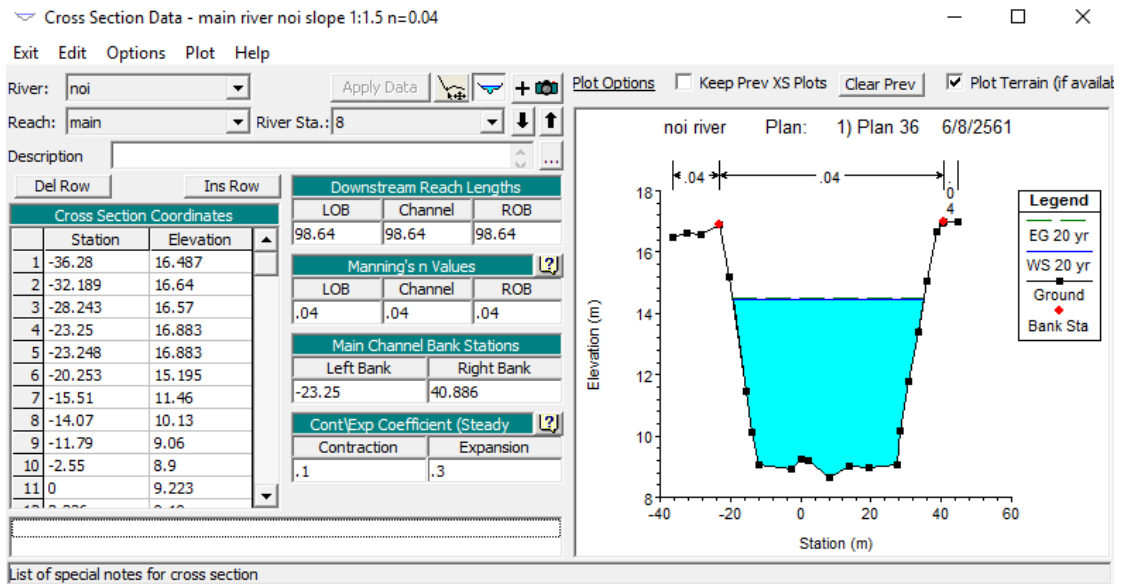 Cross Section Data - main river noi slope 1:1.5 n=0.04
Exit Edit Options Plot Help
River: noi Apply Data
Reach: main River Sta.: 8
Description ...
Del Row Ins Row
Cross Section Coordinates
Station Elevation
1 -36.28 16.487
2 -32.189 16.64
3 -28.243 16.57
4 -23.25 16.883
5 -23.248 16.883
6 -20.253 15.195
7 -15.51 11.46
8 -14.07 10.13
9 -11.79 9.06
10 -2.55 8.9
11 0 9.223
Downstream Reach Lengths
LOB Channel ROB
98.64 98.64 98.64
Manning's n Values
LOB Channel ROB
.04 .04 .04
Main Channel Bank Stations
Left Bank Right Bank
-23.25 40.886
Cont\Exp Coefficient (Steady
Contraction Expansion
.1 .3
Plot Options Keep Prev XS Plots Clear Prev Plot Terrain (if availab
noi river Plan: 1) Plan 36 6/8/2561
.04 .04 .04
18
16
14
12
10
8
Elevation (m)
-40 -20 0 20 40 60
Station (m)
Legend
EG 20 yr
WS 20 yr
Ground
Bank Sta
List of special notes for cross section